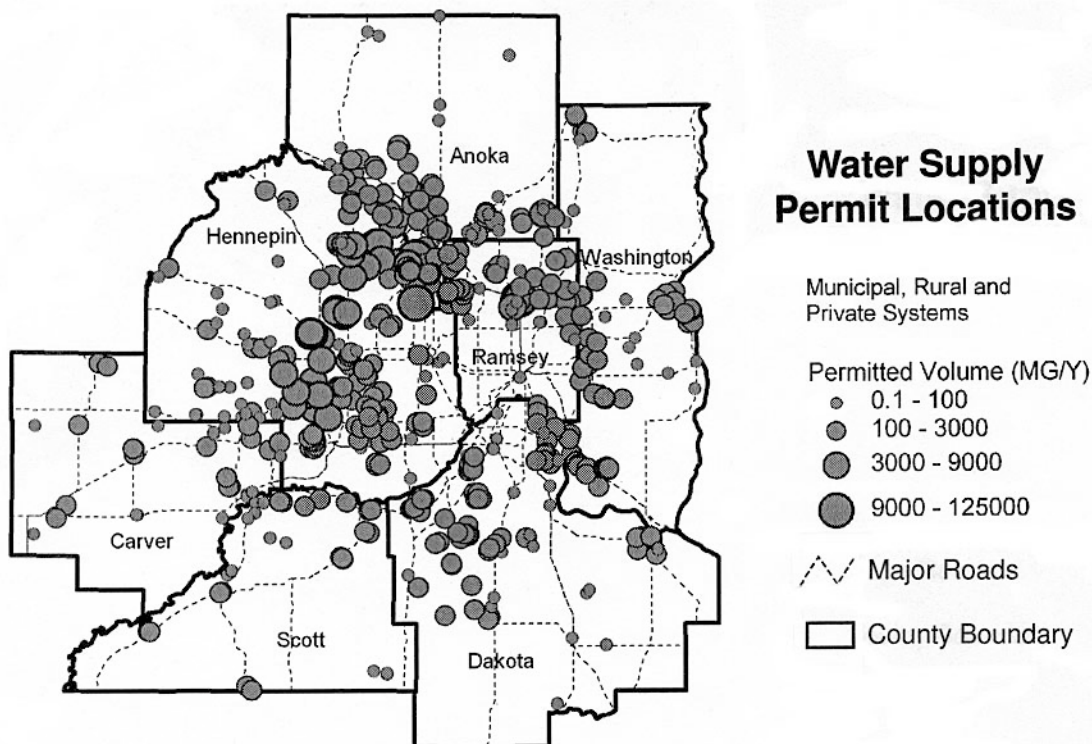 Water Supply
Permit Locations
Municipal, Rural and
Private Systems
Permitted Volume (MG/Y)
0.1 - 100
100 - 3000
3000 - 9000
9000 - 125000
Major Roads
County Boundary
Anoka
Hennepin
Washington
Ramsey
Carver
Scott
Dakota